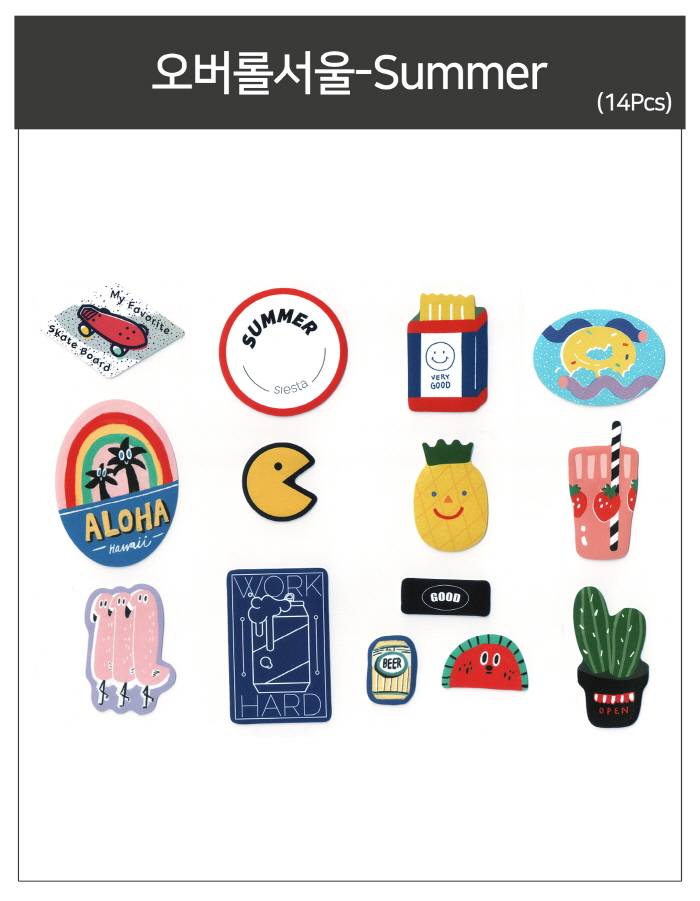 오버롤서울-Summer
(14Pcs)
My Favorite
Skate Board
SUMMER
siesta
VERY
GOOD
ALOHA
Hawaii
WORK
HARD
GOOD
BEER
OPEN